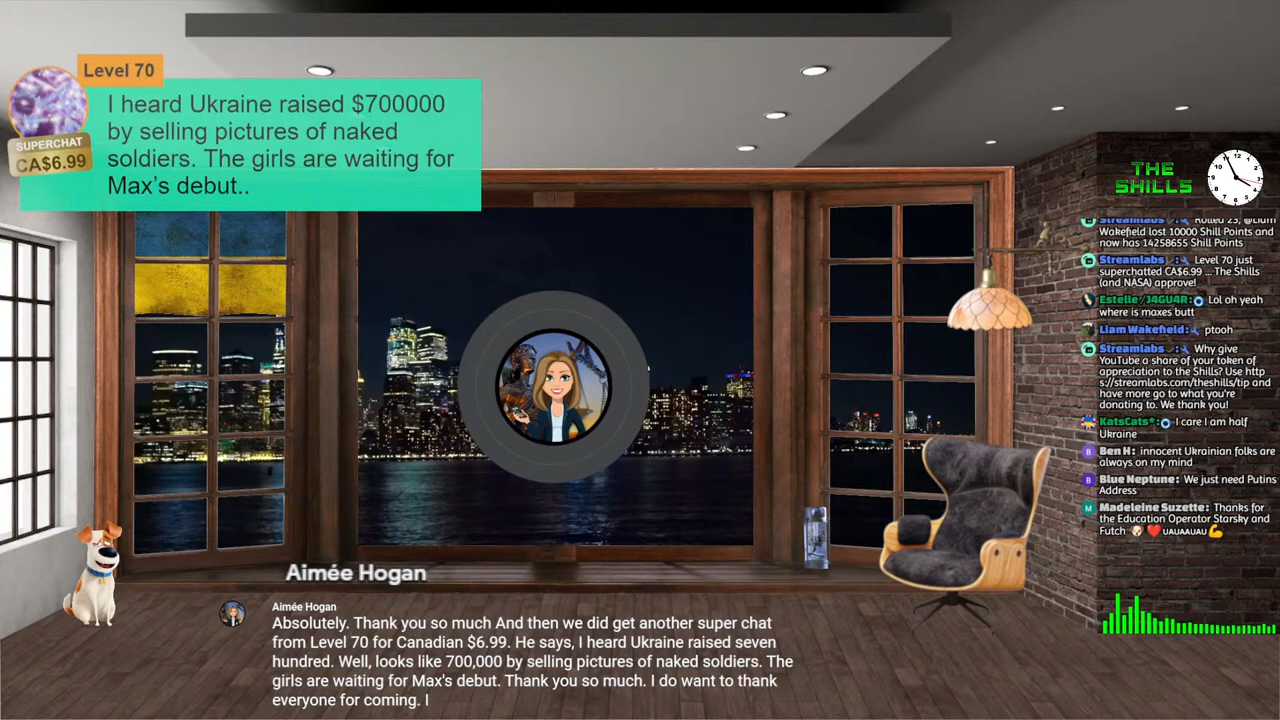 Level 70
I heard Ukraine raised $700000
by selling pictures of naked
soldiers. The girls are waiting for
Max's debut..
SUPERCHAT
CA$6.99
THE
SHILLS
Streamlabs : Rolled 23, @Liam
Wakefield lost 10000 Shill Points and
now has 14258655 Shill Points
Streamlabs : Level 70 just
superchatted CA$6.99 ... The Shills
(and NASA) approve!
Estelle/J4GU4R: Lol oh yeah
where is maxes butt
Liam Wakefield: ptooh
Streamlabs : Why give
YouTube a share of your token of
appreciation to the Shills? Use http
s://streamlabs.com/theshills/tip and
have more go to what you're
donating to. We thank you!
KatsCats*: I care I am half
Ukraine
Ben H: innocent Ukrainian folks are
always on my mind
Blue Neptune: We just need Putins
Address
Madeleine Suzette: Thanks for
the Education Operator Starsky and
Futch 🐶 ❤️ UAUAAUAU 💪
Aimée Hogan
Aimée Hogan
Absolutely. Thank you so much And then we did get another super chat
from Level 70 for Canadian $6.99. He says, I heard Ukraine raised seven
hundred. Well, looks like 700,000 by selling pictures of naked soldiers. The
girls are waiting for Max's debut. Thank you so much. I do want to thank
everyone for coming. I